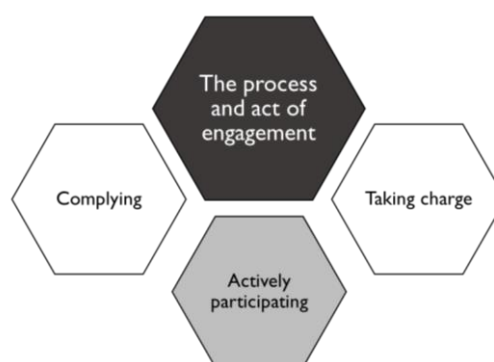 The process
and act of
engagement
Complying
Taking charge
Actively
participating